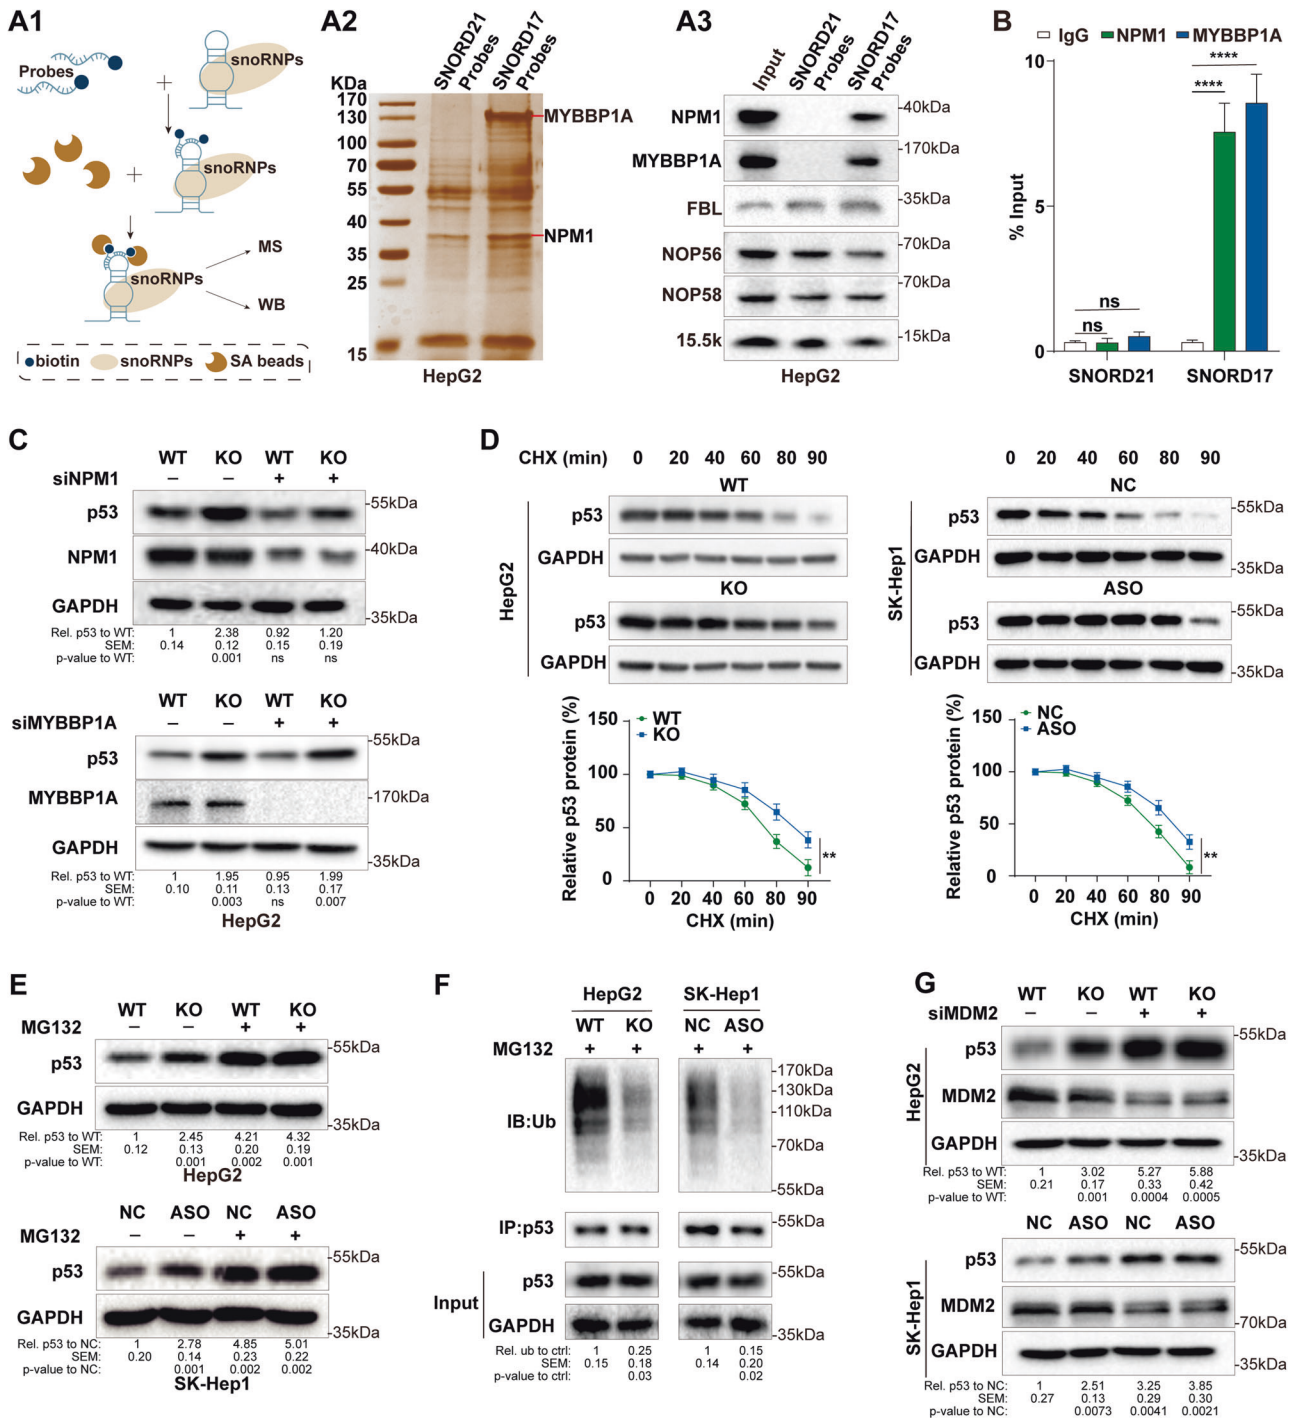 A1
Probes
snoRNPs
snoRNPs
snoRNPs
MS
WB
biotin snoRNPs SA beads
A2
SNORD21 Probes
SNORD17 Probes
KDa
170
130
100
70
55
40
35
25
15
MYBBP1A
NPM1
HepG2
A3
Input
SNORD21 Probes
SNORD17 Probes
NPM1 -40kDa
MYBBP1A -170kDa
FBL -35kDa
NOP56 -70kDa
NOP58 -70kDa
15.5k -15kDa
HepG2
B
IgG NPM1 MYBBP1A
% Input
10
5
0
ns
ns
****
****
SNORD21 SNORD17
C
WT KO WT KO
siNPM1 – – + +
p53 -55kDa
NPM1 -40kDa
GAPDH -35kDa
Rel. p53 to WT: 1 2.38 0.92 1.20
SEM: 0.14 0.12 0.15 0.19
p-value to WT: 0.001 ns ns
WT KO WT KO
siMYBBP1A – – + +
p53 -55kDa
MYBBP1A -170kDa
GAPDH -35kDa
Rel. p53 to WT: 1 1.95 0.95 1.99
SEM: 0.10 0.11 0.13 0.17
p-value to WT: 0.003 ns 0.007
HepG2
D
CHX (min) 0 20 40 60 80 90
WT
p53
GAPDH
KO
p53
GAPDH
HepG2
0 20 40 60 80 90
NC
p53 -55kDa
GAPDH -35kDa
ASO
p53 -55kDa
GAPDH -35kDa
SK-Hep1
Relative p53 protein (%)
150
100
50
0
WT
KO
**
0 20 40 60 80 90
CHX (min)
Relative p53 protein (%)
150
100
50
0
NC
ASO
**
0 20 40 60 80 90
CHX (min)
E
WT KO WT KO
MG132 – – + +
p53 -55kDa
GAPDH -35kDa
Rel. p53 to WT: 1 2.45 4.21 4.32
SEM: 0.12 0.13 0.20 0.19
p-value to WT: 0.001 0.002 0.001
HepG2
NC ASO NC ASO
MG132 – – + +
p53 -55kDa
GAPDH -35kDa
Rel. p53 to NC: 1 2.78 4.85 5.01
SEM: 0.20 0.14 0.23 0.22
p-value to NC: 0.001 0.002 0.002
SK-Hep1
F
HepG2 SK-Hep1
WT KO NC ASO
MG132 + + + +
IB:Ub
-170kDa
-130kDa
-110kDa
-70kDa
-55kDa
IP:p53 -55kDa
Input
p53 -55kDa
GAPDH -35kDa
Rel. ub to ctrl: 1 0.25 1 0.15
SEM: 0.15 0.18 0.14 0.20
p-value to ctrl: 0.03 0.02
G
WT KO WT KO
siMDM2 – – + +
p53 -55kDa
MDM2
GAPDH -35kDa
HepG2
Rel. p53 to WT: 1 3.02 5.27 5.88
SEM: 0.21 0.17 0.33 0.42
p-value to WT: 0.001 0.0004 0.0005
NC ASO NC ASO
p53 -55kDa
MDM2 -70kDa
GAPDH -35kDa
SK-Hep1
Rel. p53 to NC: 1 2.51 3.25 3.85
SEM: 0.27 0.13 0.29 0.30
p-value to NC: 0.0073 0.0041 0.0021